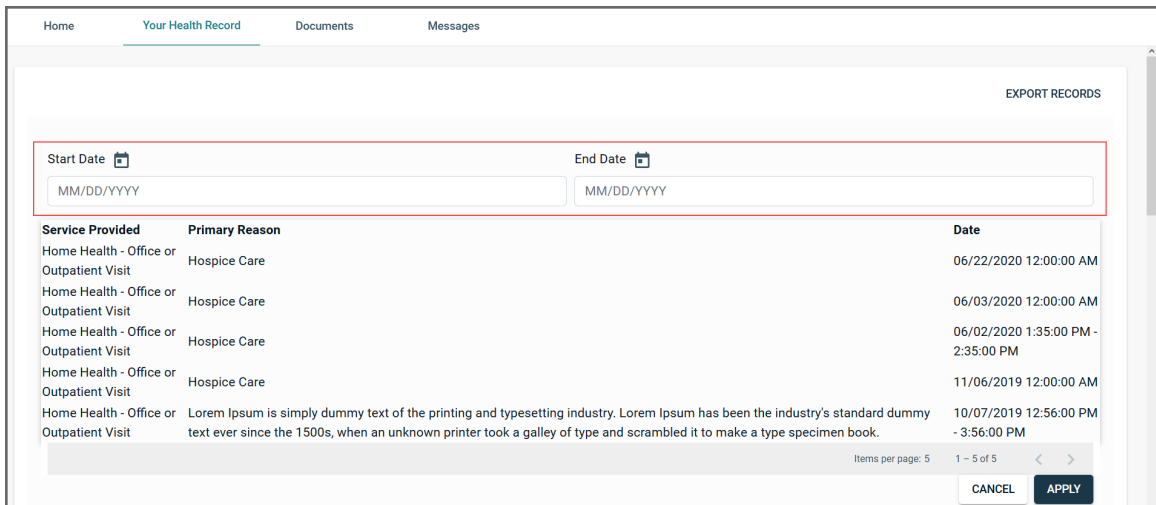 Home Your Health Record Documents Messages
EXPORT RECORDS
Start Date End Date
MM/DD/YYYY MM/DD/YYYY
Service Provided Primary Reason Date
Home Health - Office or
Outpatient Visit
Hospice Care
06/22/2020 12:00:00 AM
Home Health - Office or
Outpatient Visit
Hospice Care
06/03/2020 12:00:00 AM
Home Health - Office or
Outpatient Visit
Hospice Care
06/02/2020 1:35:00 PM -
2:35:00 PM
Home Health - Office or
Outpatient Visit
Hospice Care
11/06/2019 12:00:00 AM
Home Health - Office or
Outpatient Visit
Lorem Ipsum is simply dummy text of the printing and typesetting industry. Lorem Ipsum has been the industry's standard dummy
text ever since the 1500s, when an unknown printer took a galley of type and scrambled it to make a type specimen book.
10/07/2019 12:56:00 PM
- 3:56:00 PM
Items per page: 5 1 – 5 of 5
CANCEL APPLY